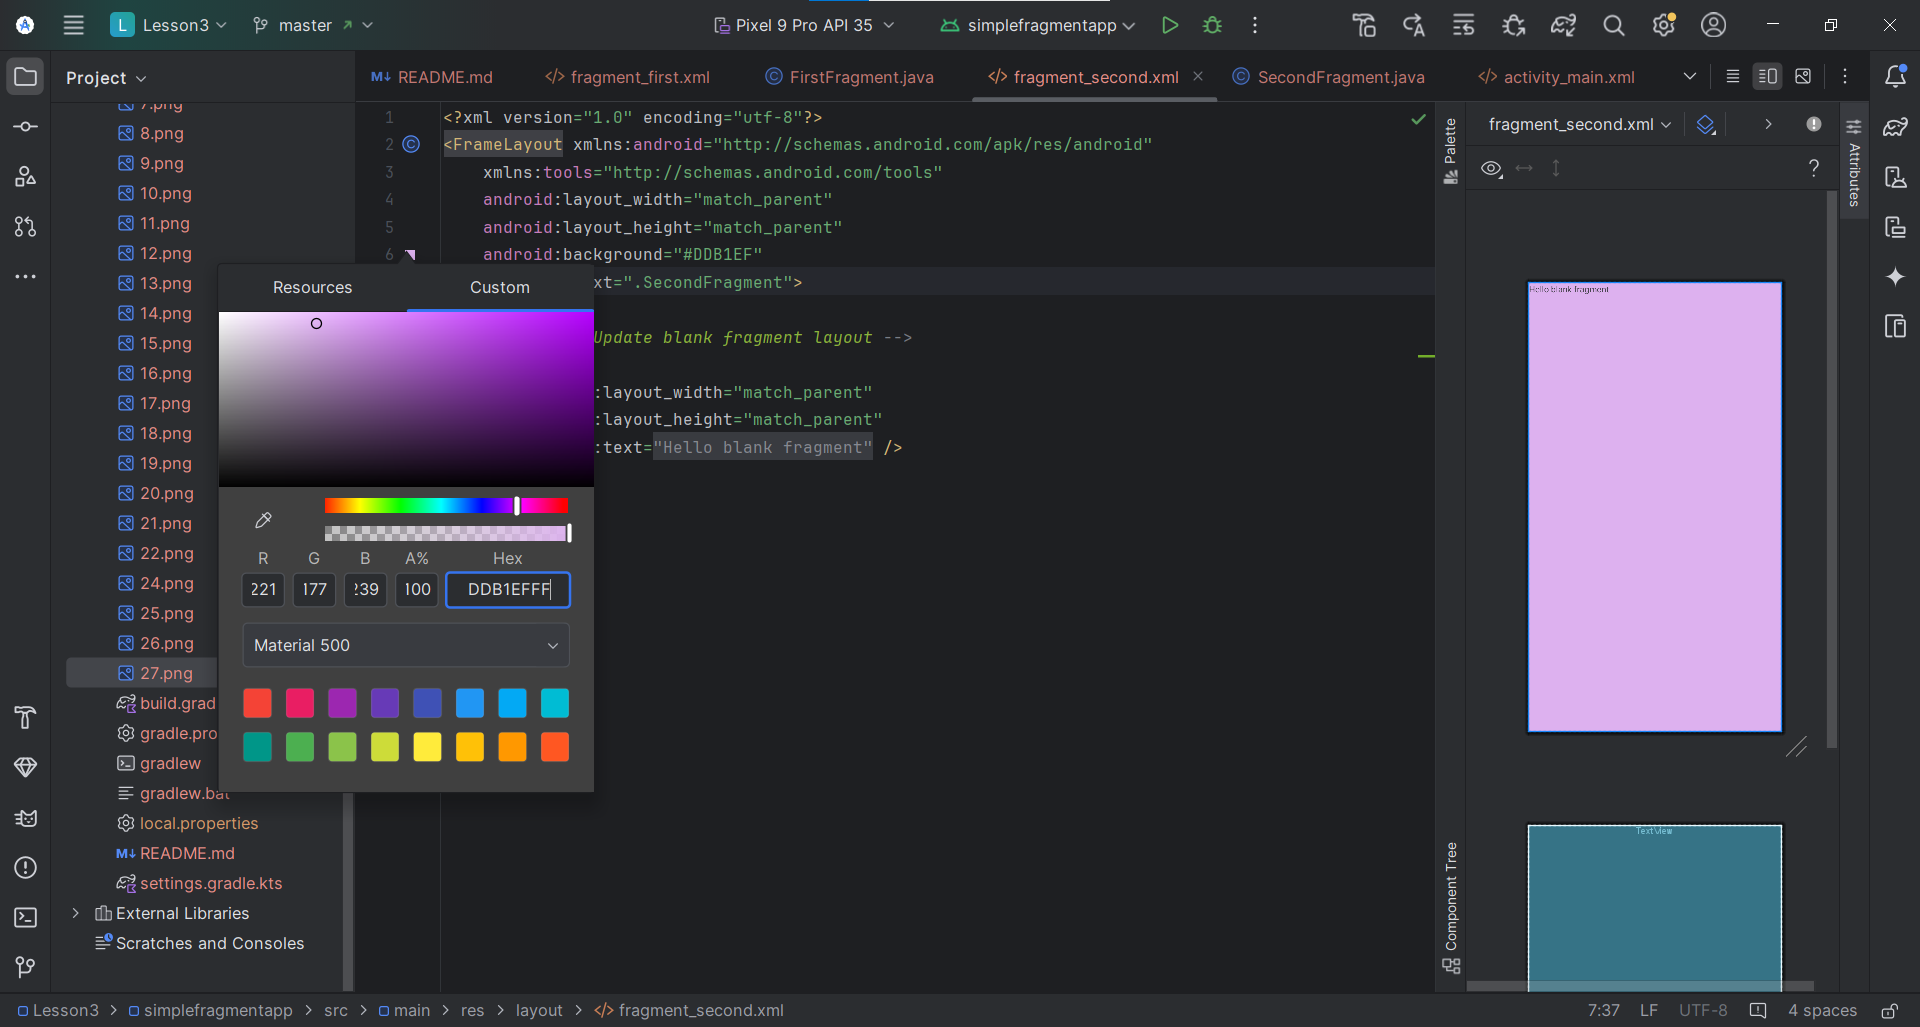 L Lesson3 master Pixel 9 Pro API 35 simplefragmentapp
Project
M↓ README.md </> fragment_first.xml FirstFragment.java </> fragment_second.xml SecondFragment.java </> activity_main.xml
7.png
8.png
9.png
10.png
11.png
12.png
13.png
14.png
15.png
16.png
17.png
18.png
19.png
20.png
21.png
22.png
24.png
25.png
26.png
27.png
build.grad
gradle.pro
gradlew
gradlew.bat
local.properties
M↓ README.md
settings.gradle.kts
External Libraries
Scratches and Consoles
1 <?xml version="1.0" encoding="utf-8"?>
2 <FrameLayout xmlns:android="http://schemas.android.com/apk/res/android"
3 xmlns:tools="http://schemas.android.com/tools"
4 android:layout_width="match_parent"
5 android:layout_height="match_parent"
6 android:background="#DDB1EF"
xt=".SecondFragment">
Update blank fragment layout -->
:layout_width="match_parent"
:layout_height="match_parent"
:text="Hello blank fragment" />
Resources Custom
R G B A% Hex
221 177 239 100 DDB1EFFF
Material 500
Palette
Component Tree
fragment_second.xml
?
Attributes
Hello blank fragment
TextView
Lesson3 > simplefragmentapp > src > main > res > layout > </> fragment_second.xml
7:37 LF UTF-8 4 spaces